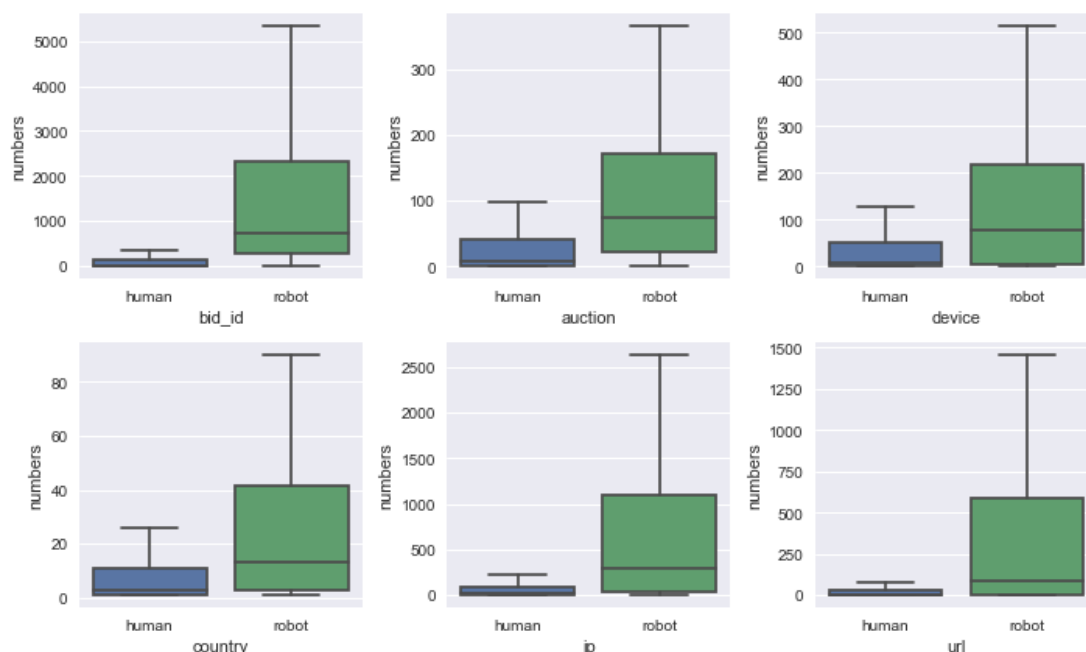 numbers
5000
4000
3000
2000
1000
0
human robot
bid_id
numbers
300
200
100
0
human robot
auction
numbers
500
400
300
200
100
0
human robot
device
numbers
80
60
40
20
0
human robot
country
numbers
2500
2000
1500
1000
500
0
human robot
ip
numbers
1500
1250
1000
750
500
250
0
human robot
url